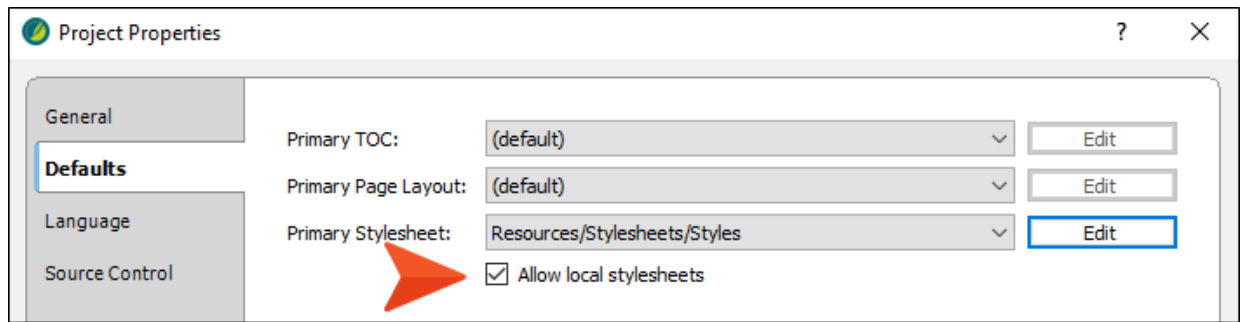 Project Properties ?
General
Defaults
Language
Source Control
Primary TOC: (default) Edit
Primary Page Layout: (default) Edit
Primary Stylesheet: Resources/Stylesheets/Styles Edit
Allow local stylesheets